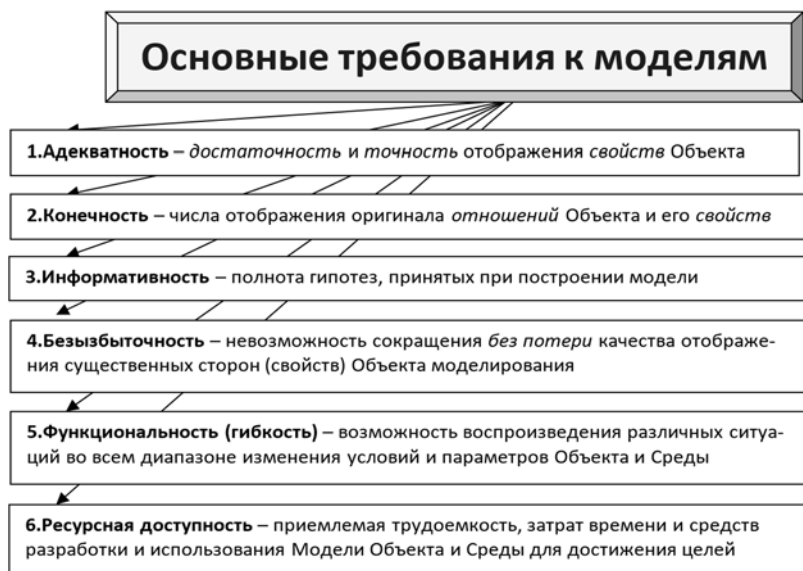 Основные требования к моделям
1.Адекватность – достаточность и точность отображения свойств Объекта
2.Конечность – числа отображения оригинала отношений Объекта и его свойств
3.Информативность – полнота гипотез, принятых при построении модели
4.Безызбыточность – невозможность сокращения без потери качества отображе-
ния существенных сторон (свойств) Объекта моделирования
5.Функциональность (гибкость) – возможность воспроизведения различных ситуа-
ций во всем диапазоне изменения условий и параметров Объекта и Среды
6.Ресурсная доступность – приемлемая трудоемкость, затрат времени и средств
разработки и использования Модели Объекта и Среды для достижения целей